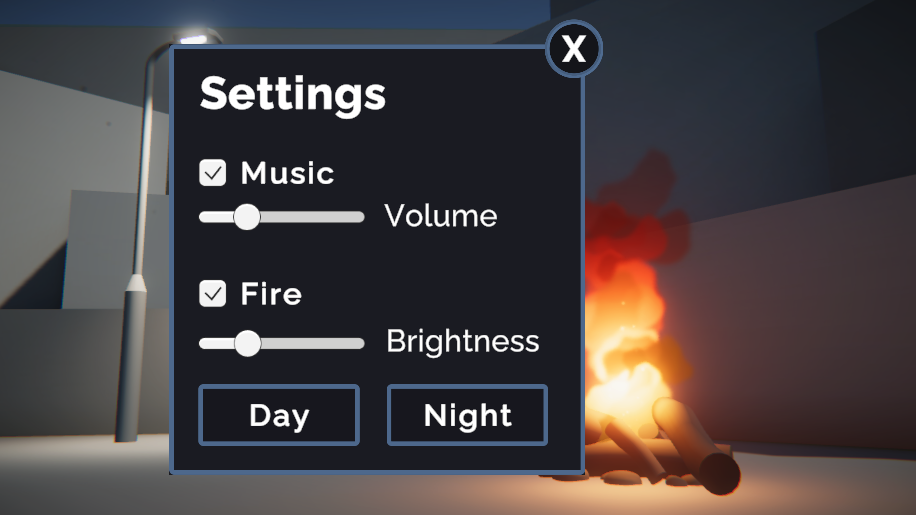 X
Settings
Music
Volume
Fire
Brightness
Day
Night